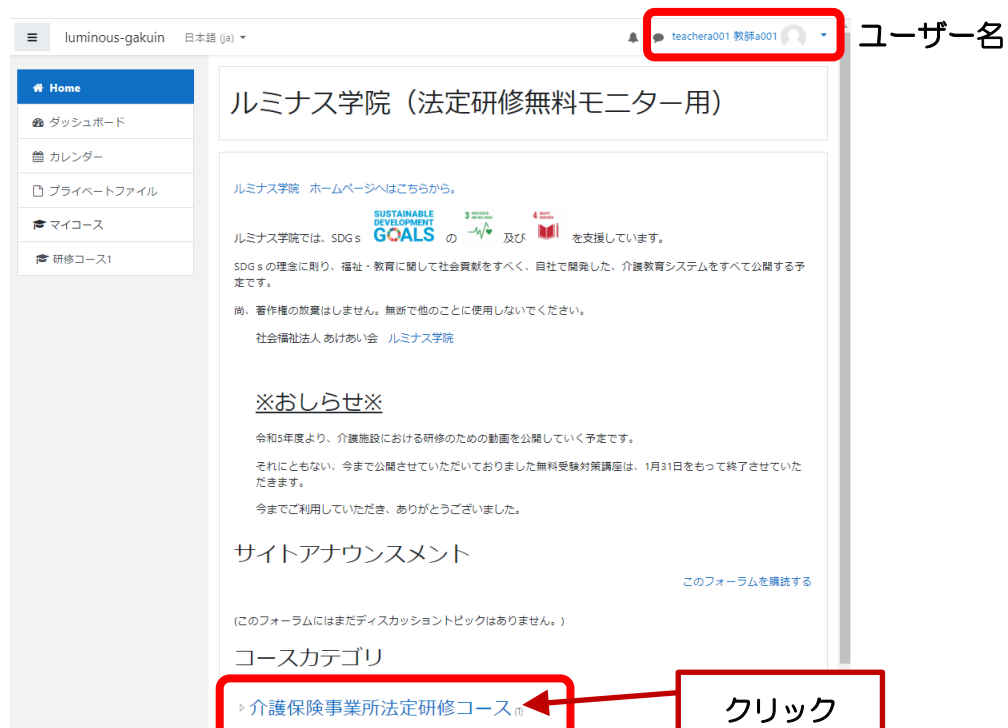 luminous-gakuin 日本語 (ja)
teachera001 教師a001
ユーザー名
Home
ダッシュボード
カレンダー
プライベートファイル
マイコース
研修コース1
ルミナス学院（法定研修無料モニター用）
ルミナス学院　ホームページへはこちらから。
ルミナス学院では、SDGｓ SUSTAINABLE DEVELOPMENT GOALS の 3 及び 4 を支援しています。
SDGｓの理念に則り、福祉・教育に関して社会貢献をすべく、自社で開発した、介護教育システムをすべて公開する予
定です。
尚、著作権の放棄はしません。無断で他のことに使用しないでください。
社会福祉法人 あけあい会　ルミナス学院
※おしらせ※
令和5年度より、介護施設における研修のための動画を公開していく予定です。
それにともない、今まで公開させていただいておりました無料受験対策講座は、1月31日をもって終了させていた
だきます。
今までご利用していただき、ありがとうございました。
サイトアナウンスメント
このフォーラムを購読する
(このフォーラムにはまだディスカッショントピックはありません。)
コースカテゴリ
介護保険事業所法定研修コース (1)
クリック